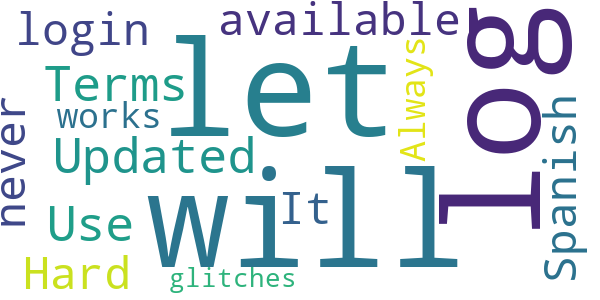 login
available
let
log
Terms
Always
works
never
Updated
Spanish
Will
It
Use
Hard
glitches